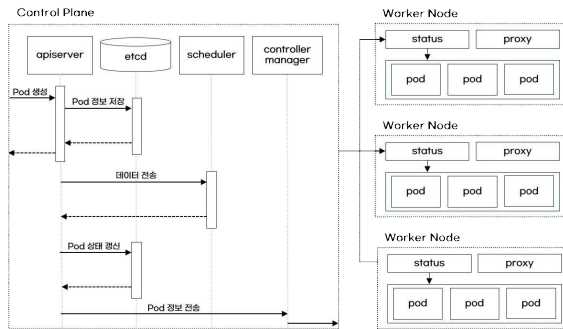 Control Plane
apiserver
etcd
scheduler
controller
manager
Pod 생성
Pod 정보 저장
데이터 전송
Pod 상태 갱신
Pod 정보 전송
Worker Node
status
proxy
pod
pod
pod
Worker Node
status
proxy
pod
pod
pod
Worker Node
status
proxy
pod
pod
pod